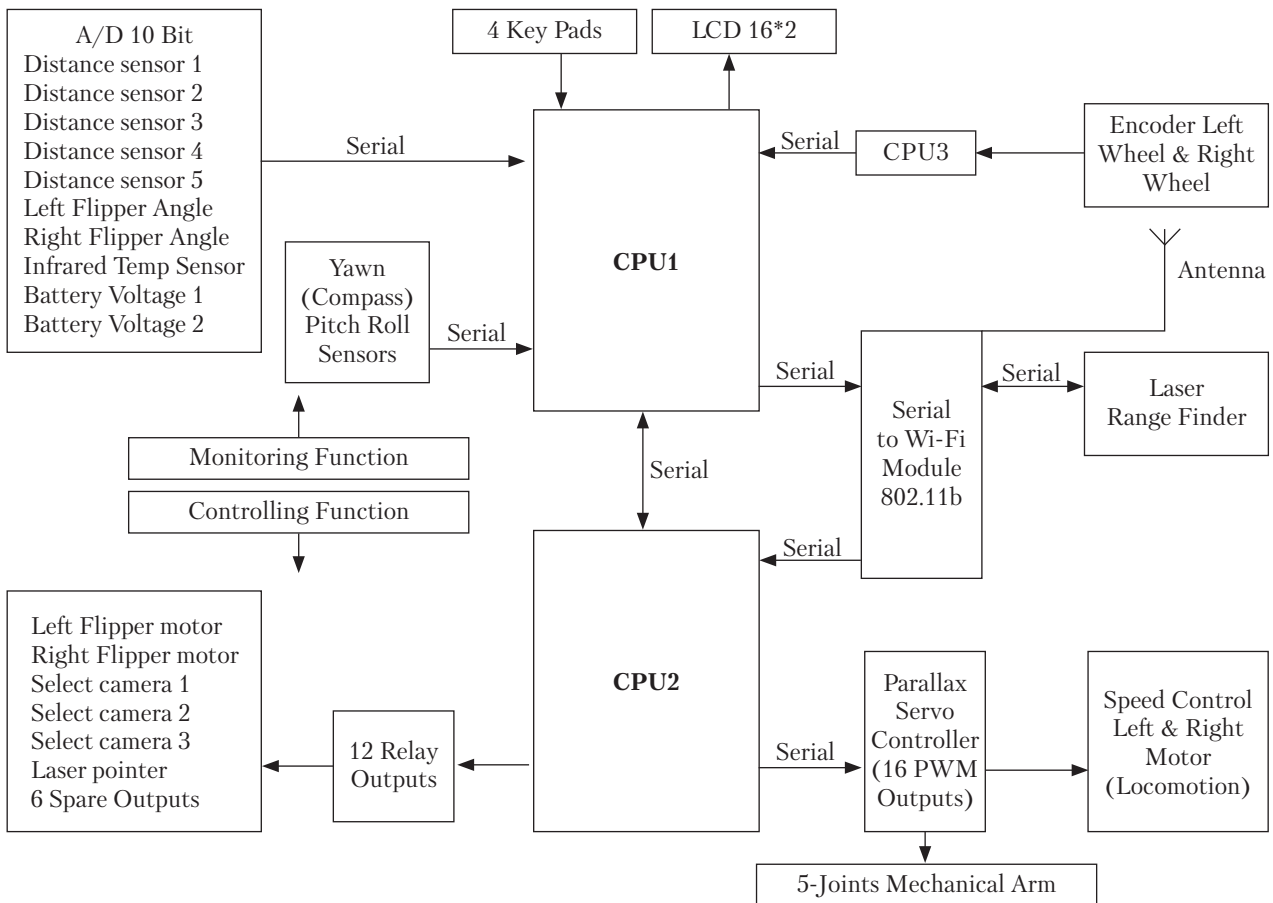 A/D 10 Bit
Distance sensor 1
Distance sensor 2
Distance sensor 3
Distance sensor 4
Distance sensor 5
Left Flipper Angle
Right Flipper Angle
Infrared Temp Sensor
Battery Voltage 1
Battery Voltage 2
4 Key Pads
LCD 16*2
Serial
CPU1
Serial
CPU3
Encoder Left
Wheel & Right
Wheel
Antenna
Yawn
(Compass)
Pitch Roll
Sensors
Serial
Serial
Serial
to Wi-Fi
Module
802.11b
Serial
Laser
Range Finder
Monitoring Function
Controlling Function
Serial
Serial
Left Flipper motor
Right Flipper motor
Select camera 1
Select camera 2
Select camera 3
Laser pointer
6 Spare Outputs
12 Relay
Outputs
CPU2
Serial
Parallax
Servo
Controller
(16 PWM
Outputs)
Speed Control
Left & Right
Motor
(Locomotion)
5-Joints Mechanical Arm